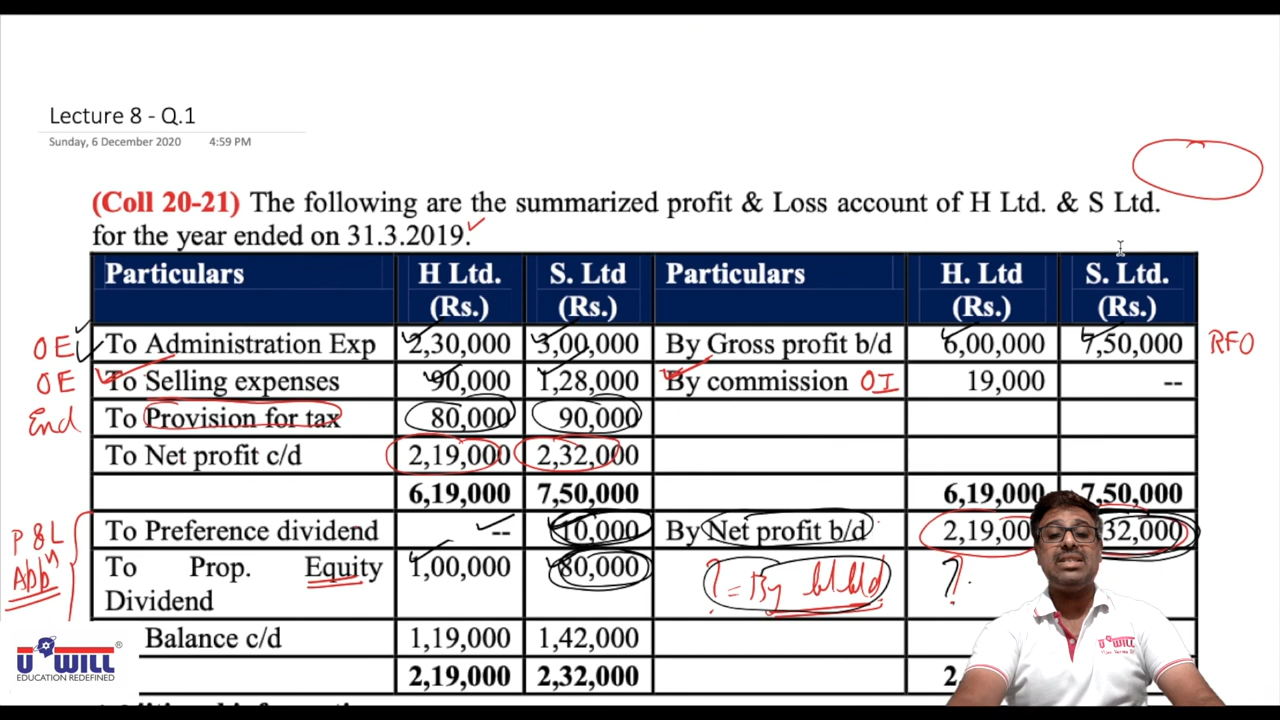 Lecture 8 - Q.1
Sunday, 6 December 2020 4:59 PM
(Coll 20-21) The following are the summarized profit & Loss account of H Ltd. & S Ltd.
for the year ended on 31.3.2019.
Particulars H Ltd. (Rs.) S. Ltd (Rs.) Particulars H. Ltd (Rs.) S. Ltd. (Rs.)
OE To Administration Exp 2,30,000 3,00,000 By Gross profit b/d 6,00,000 7,50,000 RFO
OE To Selling expenses 90,000 1,28,000 By commission OI 19,000 --
End To Provision for tax 80,000 90,000
To Net profit c/d 2,19,000 2,32,000
6,19,000 7,50,000 6,19,000 7,50,000
P&L Appn To Preference dividend -- 10,000 By Net profit b/d 2,19,00 32,000
To Prop. Equity Dividend 1,00,000 80,000 ? = By bl b/d ?
Balance c/d 1,19,000 1,42,000
2,19,000 2,32,000 2
U WILL ®
EDUCATION REDEFINED
U WILL